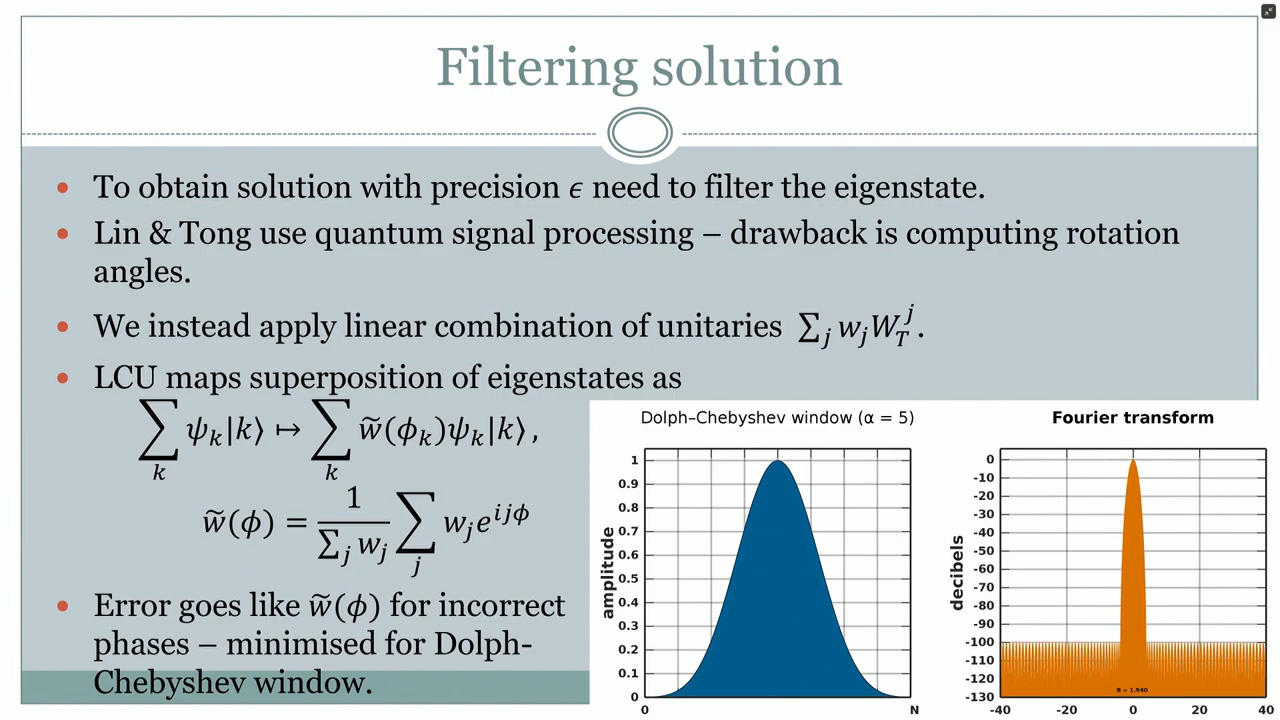 Filtering solution
• To obtain solution with precision ϵ need to filter the eigenstate.
• Lin & Tong use quantum signal processing – drawback is computing rotation
angles.
• We instead apply linear combination of unitaries ∑_j w_j W_T^j.
• LCU maps superposition of eigenstates as
∑_k ψ_k|k⟩ ↦ ∑_k w̃(ϕ_k)ψ_k|k⟩,
w̃(ϕ) = 1/(∑_j w_j) ∑_j w_j e^{ijϕ}
• Error goes like w̃(ϕ) for incorrect
phases – minimised for Dolph-
Chebyshev window.
Dolph–Chebyshev window (α = 5)
amplitude
1
0.9
0.8
0.7
0.6
0.5
0.4
0.3
0.2
0.1
0
0 N
Fourier transform
decibels
0
-10
-20
-30
-40
-50
-60
-70
-80
-90
-100
-110
-120
-130
B = 1.940
-40 -20 0 20 40